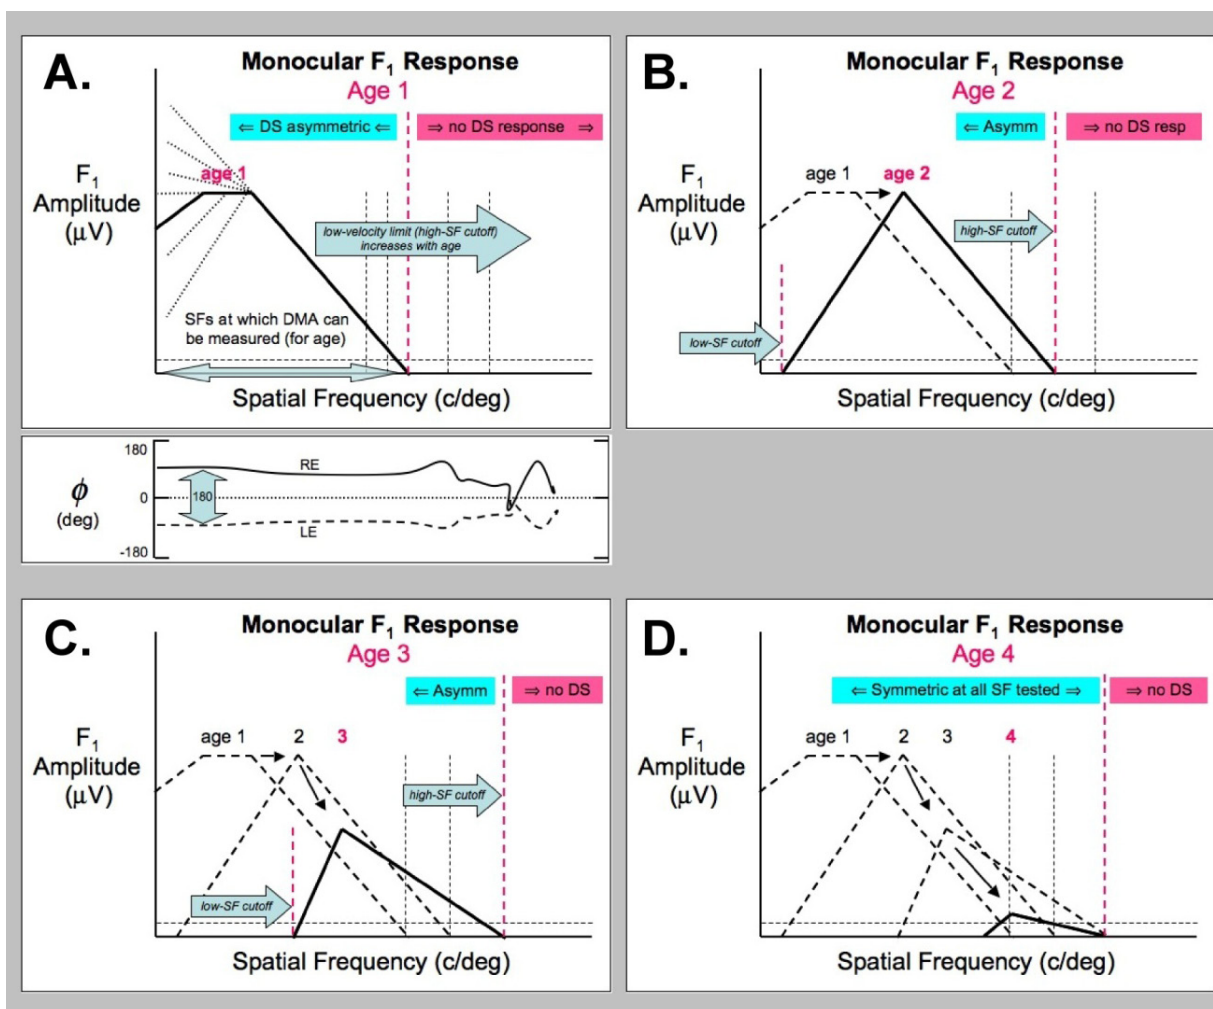 A.
Monocular F₁ Response
Age 1
⇐ DS asymmetric ⇐
⇒ no DS response ⇒
F₁
Amplitude
(μV)
age 1
low-velocity limit (high-SF cutoff)
increases with age
SFs at which DMA can
be measured (for age)
Spatial Frequency (c/deg)
B.
Monocular F₁ Response
Age 2
⇐ Asymm
⇒ no DS resp
F₁
Amplitude
(μV)
age 1
age 2
high-SF cutoff
low-SF cutoff
Spatial Frequency (c/deg)
180
RE
ϕ
(deg)
0
180
LE
-180
C.
Monocular F₁ Response
Age 3
⇐ Asymm
⇒ no DS
F₁
Amplitude
(μV)
age 1
2
3
high-SF cutoff
low-SF cutoff
Spatial Frequency (c/deg)
D.
Monocular F₁ Response
Age 4
⇐ Symmetric at all SF tested ⇒
⇒ no DS
F₁
Amplitude
(μV)
age 1
2
3
4
Spatial Frequency (c/deg)